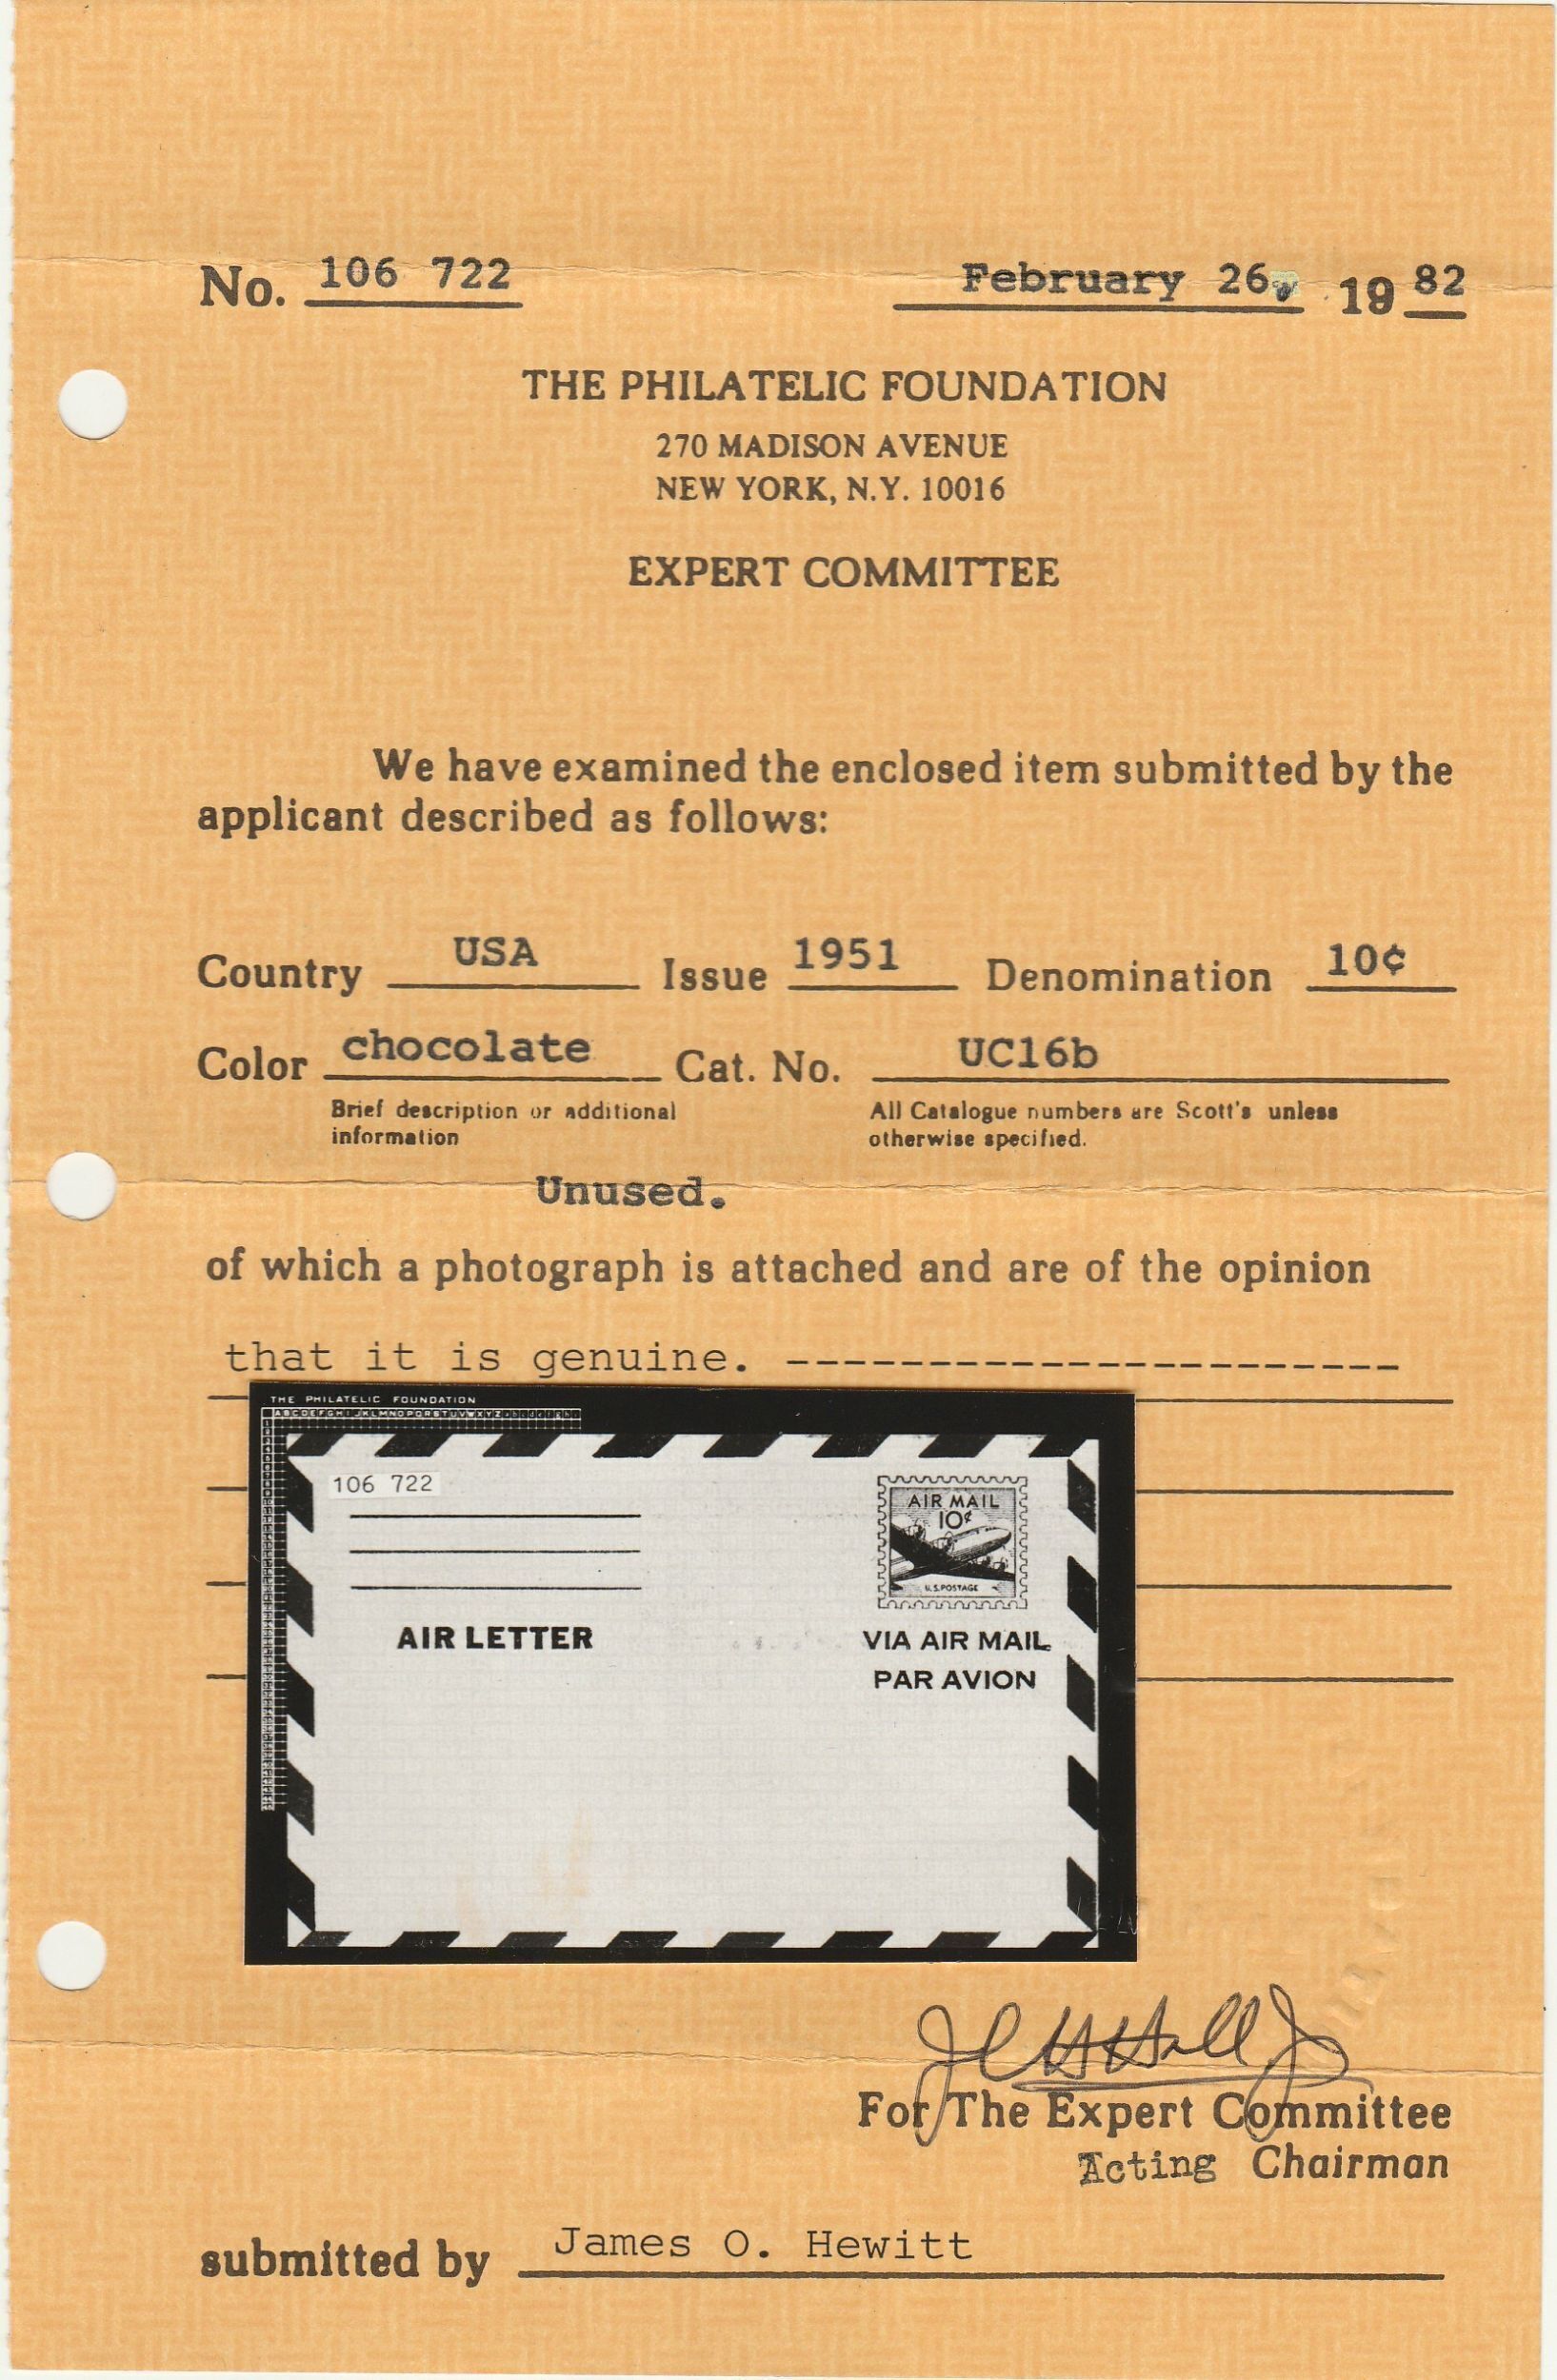 No. 106 722 February 26, 19 82
THE PHILATELIC FOUNDATION
270 MADISON AVENUE
NEW YORK, N.Y. 10016
EXPERT COMMITTEE
We have examined the enclosed item submitted by the
applicant described as follows:
Country USA Issue 1951 Denomination 10¢
Color chocolate Cat. No. UC16b
Brief description or additional
information
All Catalogue numbers are Scott's unless
otherwise specified.
Unused.
of which a photograph is attached and are of the opinion
that it is genuine. ----------------------
THE PHILATELIC FOUNDATION
106 722
AIR MAIL
10¢
U.S. POSTAGE
AIR LETTER
VIA AIR MAIL
PAR AVION
For The Expert Committee
Acting Chairman
submitted by James O. Hewitt